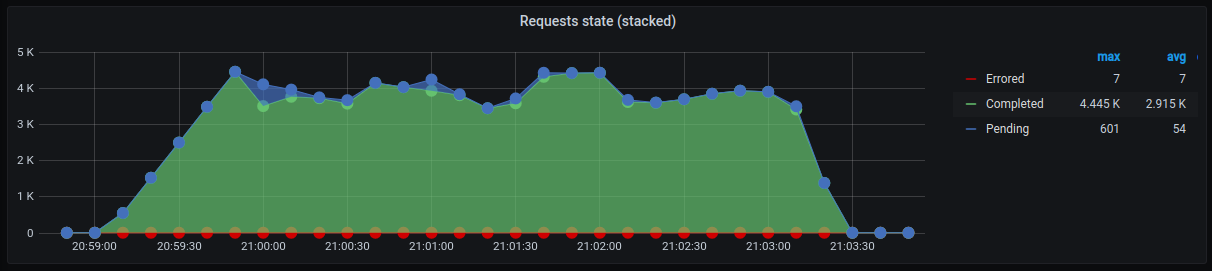 Requests state (stacked)
5 K
4 K
3 K
2 K
1 K
0
20:59:00 20:59:30 21:00:00 21:00:30 21:01:00 21:01:30 21:02:00 21:02:30 21:03:00 21:03:30
max avg
Errored 7 7
Completed 4.445 K 2.915 K
Pending 601 54